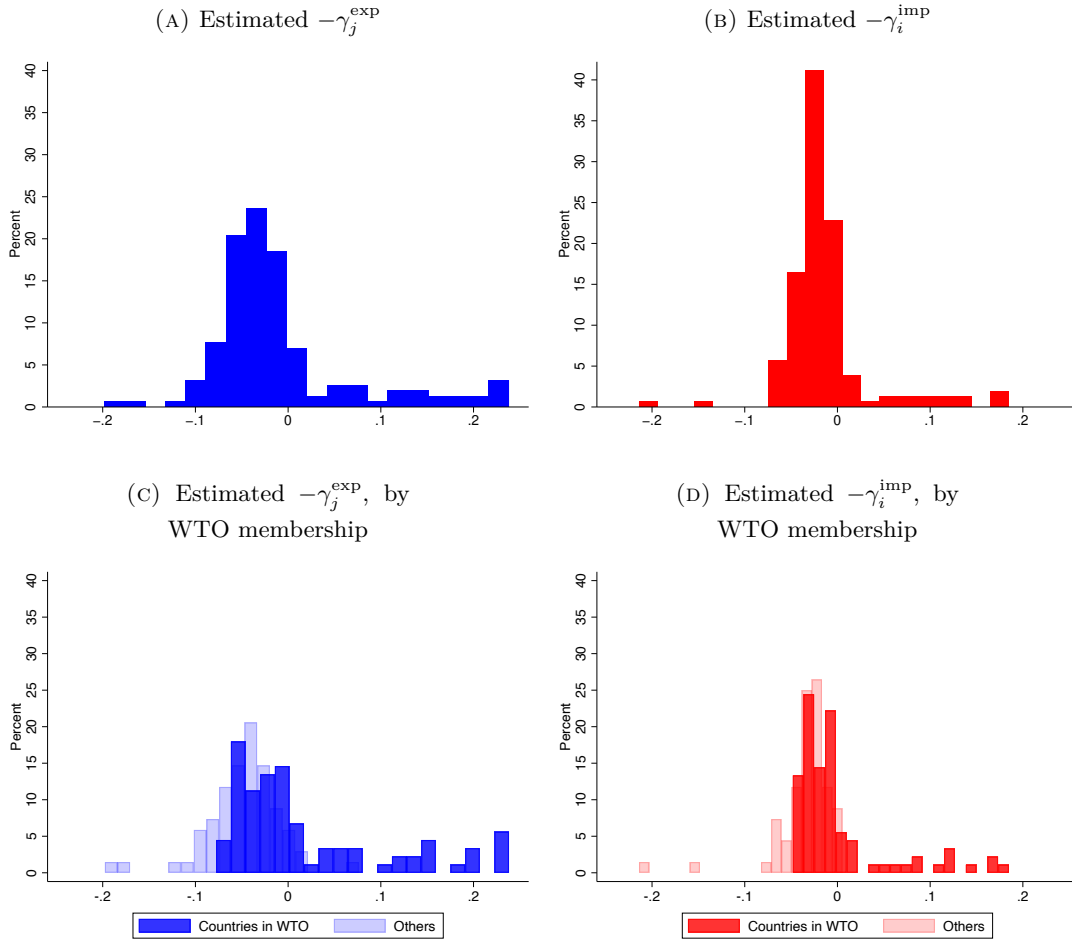 (A) Estimated −γ_j^exp
(B) Estimated −γ_i^imp
Percent
0 5 10 15 20 25 30 35 40
-.2 -.1 0 .1 .2
Percent
0 5 10 15 20 25 30 35 40
-.2 -.1 0 .1 .2
(C) Estimated −γ_j^exp, by
WTO membership
(D) Estimated −γ_i^imp, by
WTO membership
Percent
0 5 10 15 20 25 30 35 40
-.2 -.1 0 .1 .2
Countries in WTO Others
Percent
0 5 10 15 20 25 30 35 40
-.2 -.1 0 .1 .2
Countries in WTO Others